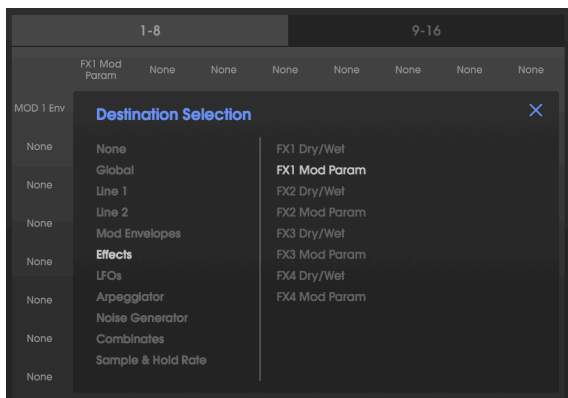 1-8
9-16
FX1 Mod
Param
None
None
None
None
None
None
None
MOD 1 Env
None
None
None
None
None
None
None
Destination Selection
None
Global
Line 1
Line 2
Mod Envelopes
Effects
LFOs
Arpeggiator
Noise Generator
Combinates
Sample & Hold Rate
FX1 Dry/Wet
FX1 Mod Param
FX2 Dry/Wet
FX2 Mod Param
FX3 Dry/Wet
FX3 Mod Param
FX4 Dry/Wet
FX4 Mod Param